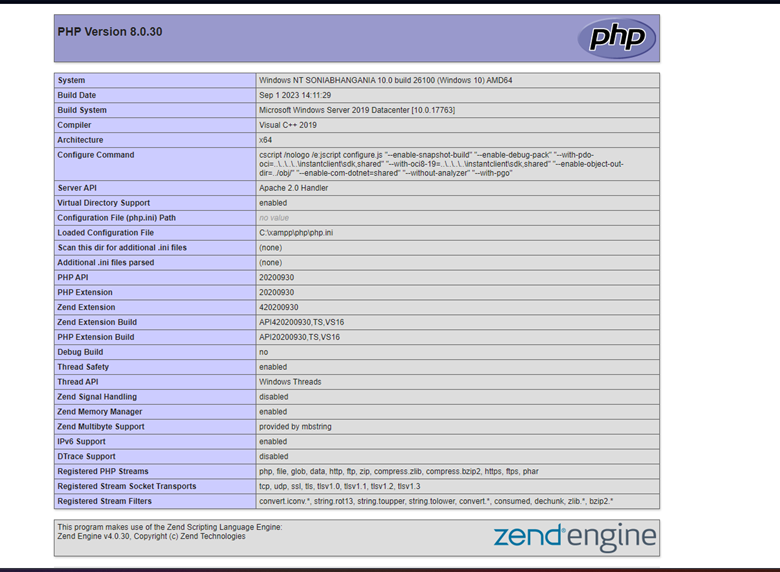 PHP Version 8.0.30
php
System Windows NT SONIABHANGANIA 10.0 build 26100 (Windows 10) AMD64
Build Date Sep 1 2023 14:11:29
Build System Microsoft Windows Server 2019 Datacenter [10.0.17763]
Compiler Visual C++ 2019
Architecture x64
Configure Command cscript /nologo /e:jscript configure.js "--enable-snapshot-build" "--enable-debug-pack" "--with-pdo-
oci=..\..\..\..\instantclient\sdk,shared" "--with-oci8-19=..\..\..\..\instantclient\sdk,shared" "--enable-object-out-
dir=../obj/" "--enable-com-dotnet=shared" "--without-analyzer" "--with-pgo"
Server API Apache 2.0 Handler
Virtual Directory Support enabled
Configuration File (php.ini) Path no value
Loaded Configuration File C:\xampp\php\php.ini
Scan this dir for additional .ini files (none)
Additional .ini files parsed (none)
PHP API 20200930
PHP Extension 20200930
Zend Extension 420200930
Zend Extension Build API420200930,TS,VS16
PHP Extension Build API20200930,TS,VS16
Debug Build no
Thread Safety enabled
Thread API Windows Threads
Zend Signal Handling disabled
Zend Memory Manager enabled
Zend Multibyte Support provided by mbstring
IPv6 Support enabled
DTrace Support disabled
Registered PHP Streams php, file, glob, data, http, ftp, zip, compress.zlib, compress.bzip2, https, ftps, phar
Registered Stream Socket Transports tcp, udp, ssl, tls, tlsv1.0, tlsv1.1, tlsv1.2, tlsv1.3
Registered Stream Filters convert.iconv.*, string.rot13, string.toupper, string.tolower, convert.*, consumed, dechunk, zlib.*, bzip2.*
This program makes use of the Zend Scripting Language Engine:
Zend Engine v4.0.30, Copyright (c) Zend Technologies
zend® engine